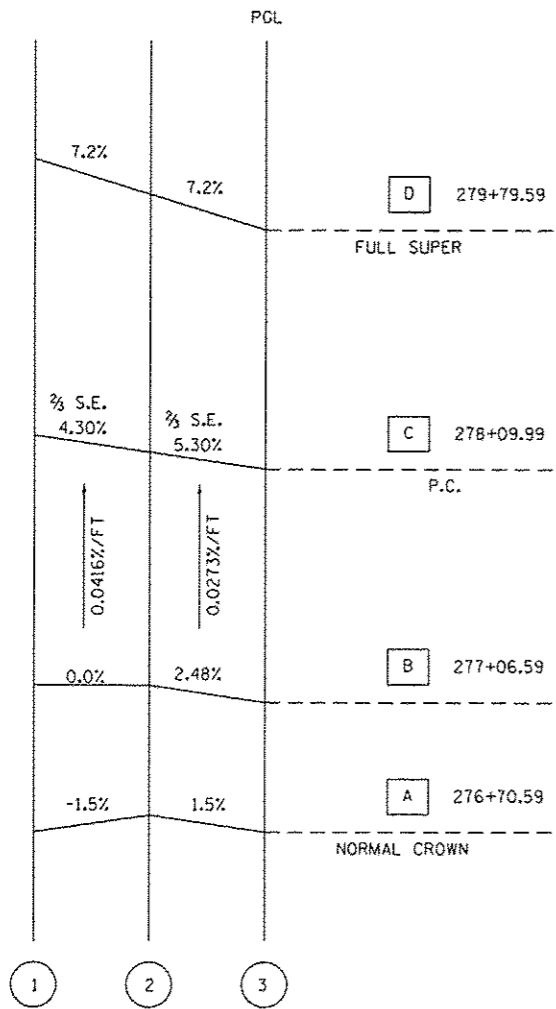 PGL
7.2%
7.2%
D 279+79.59
FULL SUPER
⅔ S.E.
4.30%
⅔ S.E.
5.30%
C 278+09.99
P.C.
0.0416%/FT
0.0273%/FT
0.0%
2.48%
B 277+06.59
-1.5%
1.5%
A 276+70.59
NORMAL CROWN
1
2
3